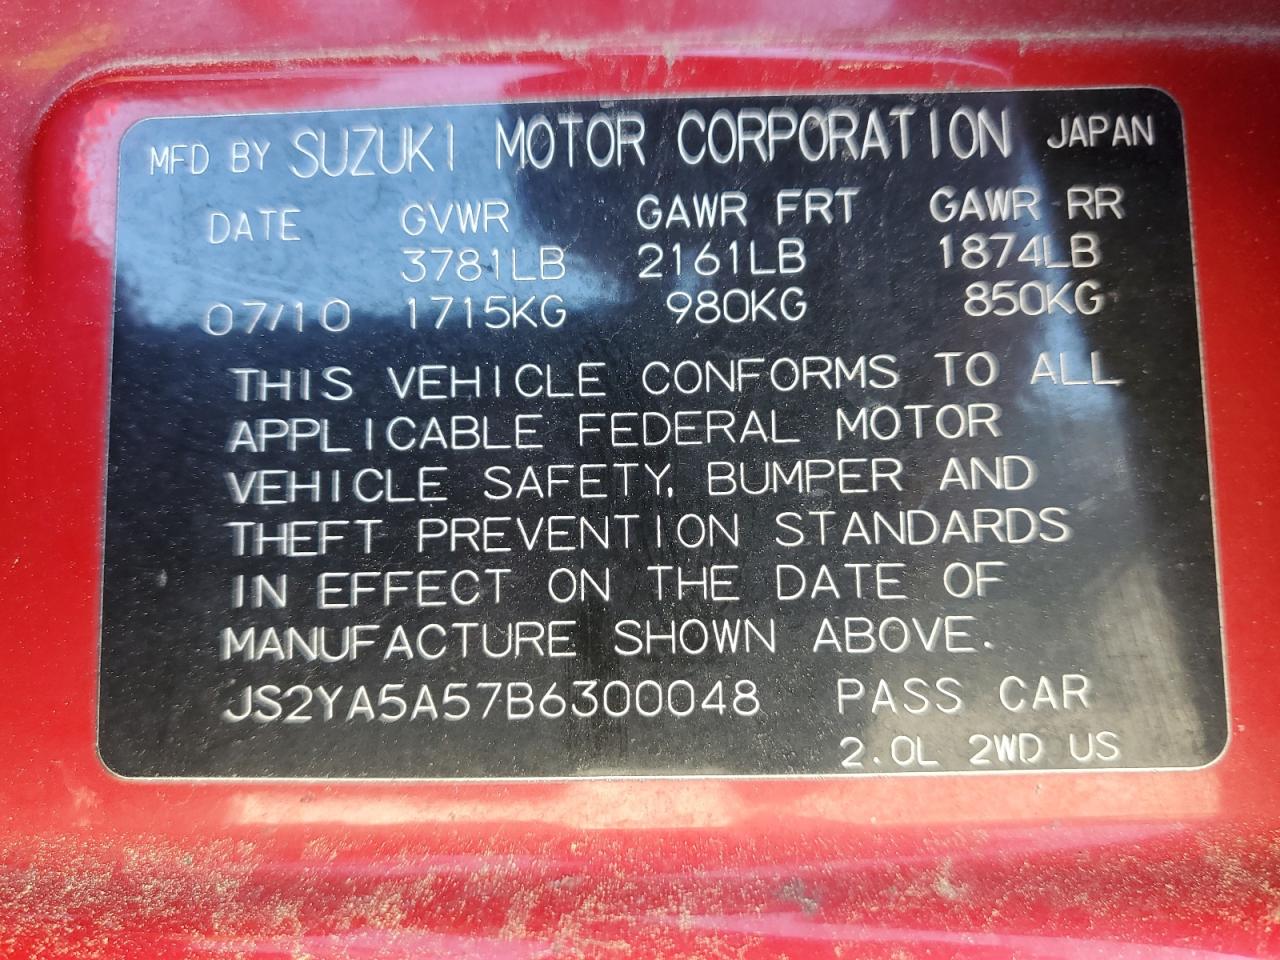 MFD BY SUZUKI MOTOR CORPORATION JAPAN
DATE GVWR GAWR FRT GAWR RR
3781LB 2161LB 1874LB
07/10 1715KG 980KG 850KG
THIS VEHICLE CONFORMS TO ALL
APPLICABLE FEDERAL MOTOR
VEHICLE SAFETY, BUMPER AND
THEFT PREVENTION STANDARDS
IN EFFECT ON THE DATE OF
MANUFACTURE SHOWN ABOVE.
JS2YA5A57B6300048 PASS CAR
2.0L 2WD US